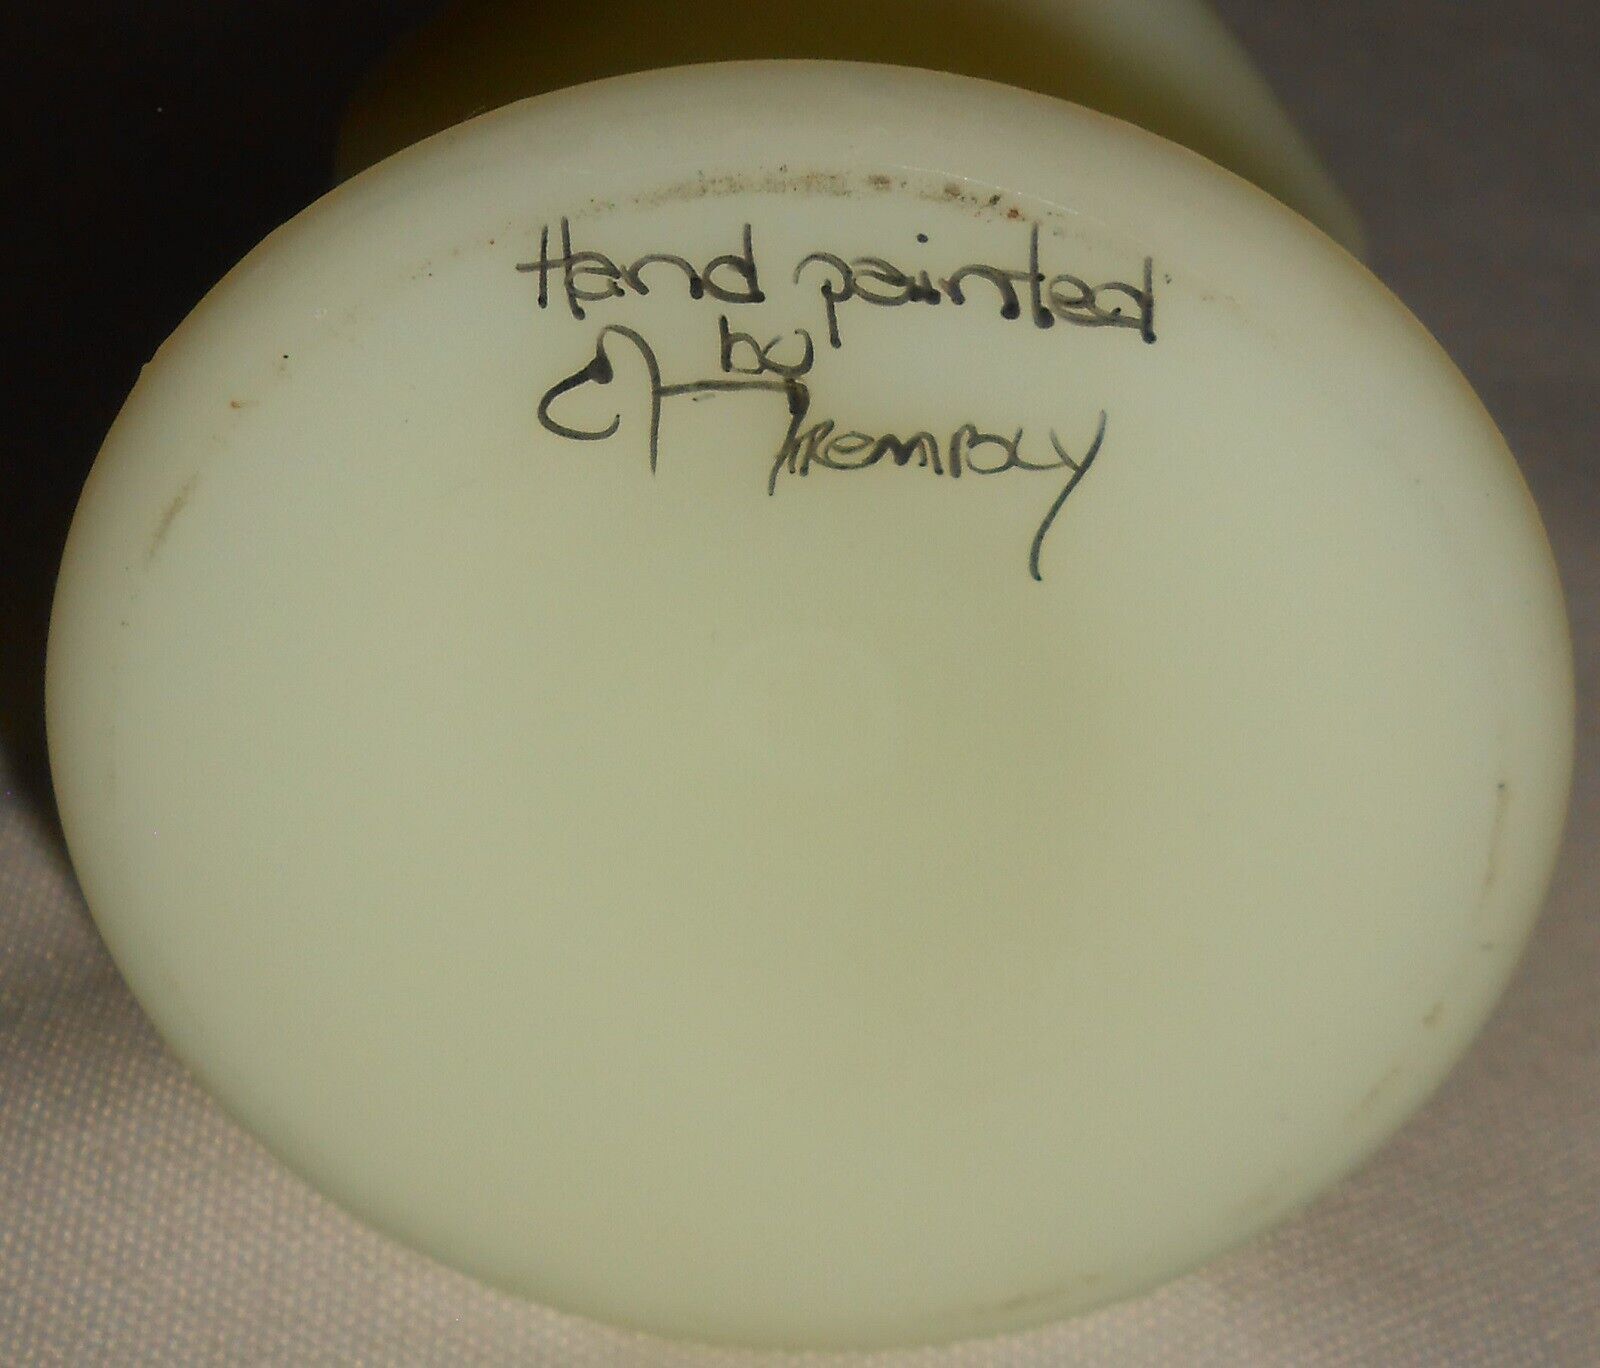 Hand painted
by
C Trembly